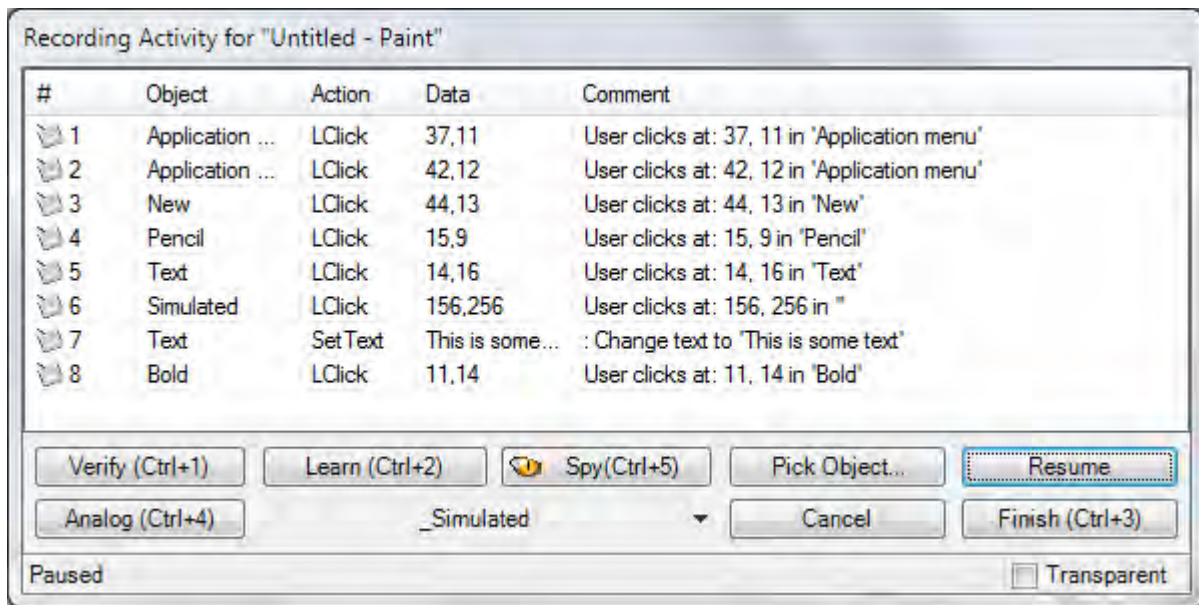 Recording Activity for "Untitled - Paint"
# Object Action Data Comment
1 Application ... LClick 37,11 User clicks at: 37, 11 in 'Application menu'
2 Application ... LClick 42,12 User clicks at: 42, 12 in 'Application menu'
3 New LClick 44,13 User clicks at: 44, 13 in 'New'
4 Pencil LClick 15,9 User clicks at: 15, 9 in 'Pencil'
5 Text LClick 14,16 User clicks at: 14, 16 in 'Text'
6 Simulated LClick 156,256 User clicks at: 156, 256 in ''
7 Text SetText This is some... : Change text to 'This is some text'
8 Bold LClick 11,14 User clicks at: 11, 14 in 'Bold'
Verify (Ctrl+1) Learn (Ctrl+2) Spy(Ctrl+5) Pick Object... Resume
Analog (Ctrl+4) _Simulated Cancel Finish (Ctrl+3)
Paused Transparent